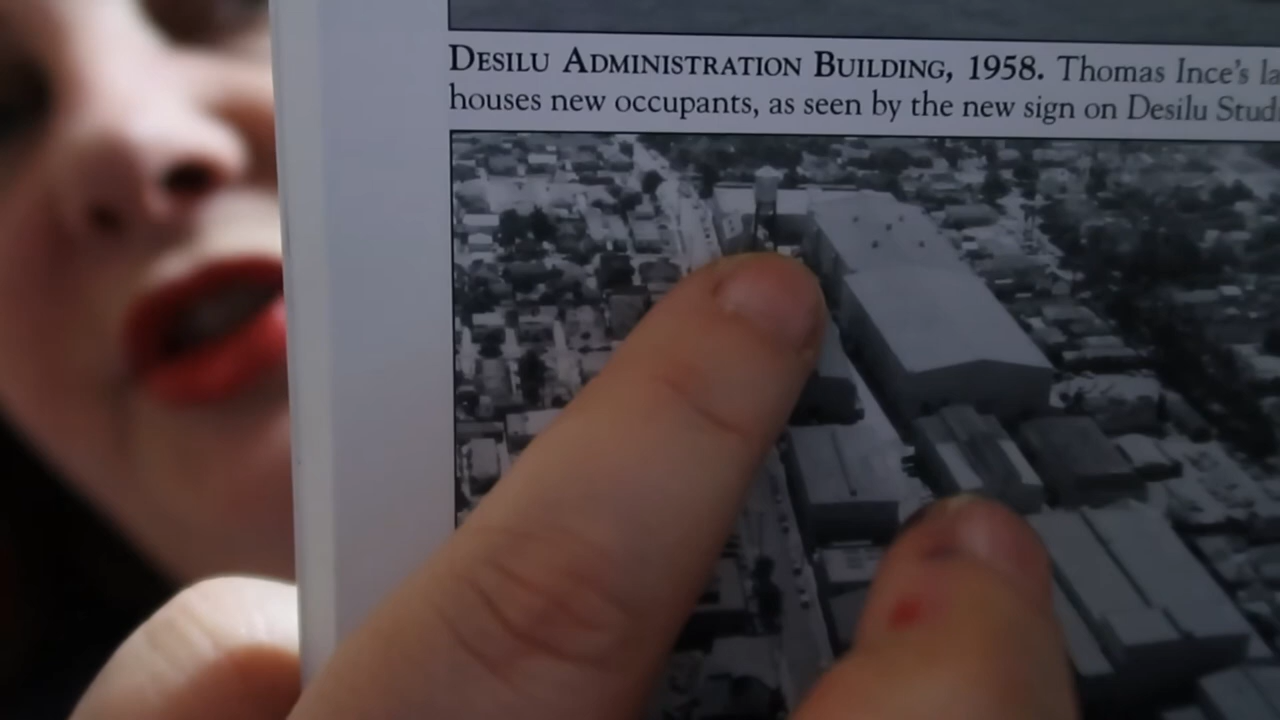 DESILU ADMINISTRATION BUILDING, 1958. Thomas Ince's
houses new occupants, as seen by the new sign on Desilu